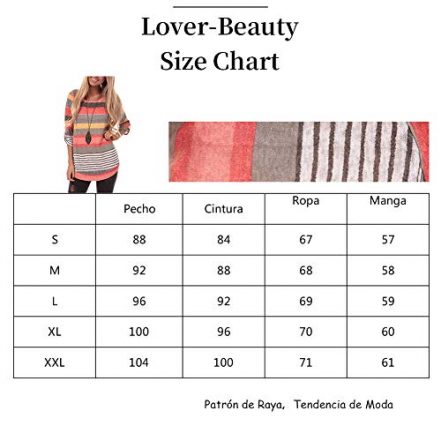 Lover-Beauty
Size Chart
Pecho Cintura Ropa Manga
S 88 84 67 57
M 92 88 68 58
L 96 92 69 59
XL 100 96 70 60
XXL 104 100 71 61
Patrón de Raya, Tendencia de Moda